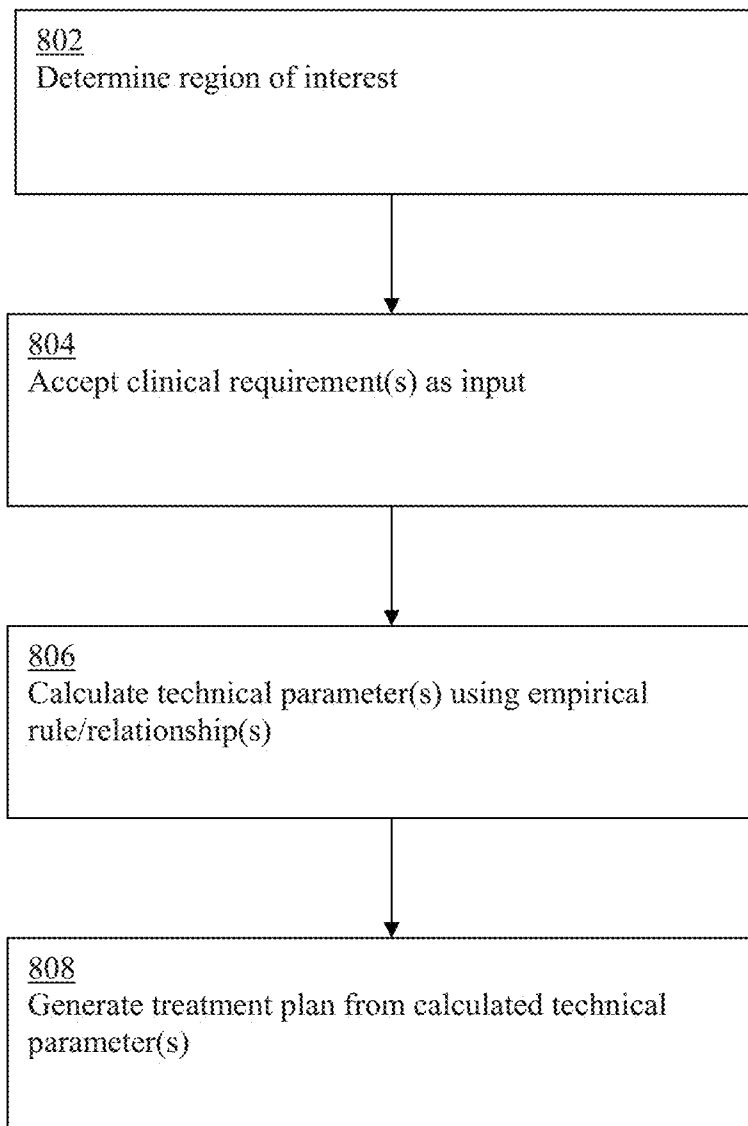 802
Determine region of interest
804
Accept clinical requirement(s) as input
806
Calculate technical parameter(s) using empirical
rule/relationship(s)
808
Generate treatment plan from calculated technical
parameter(s)